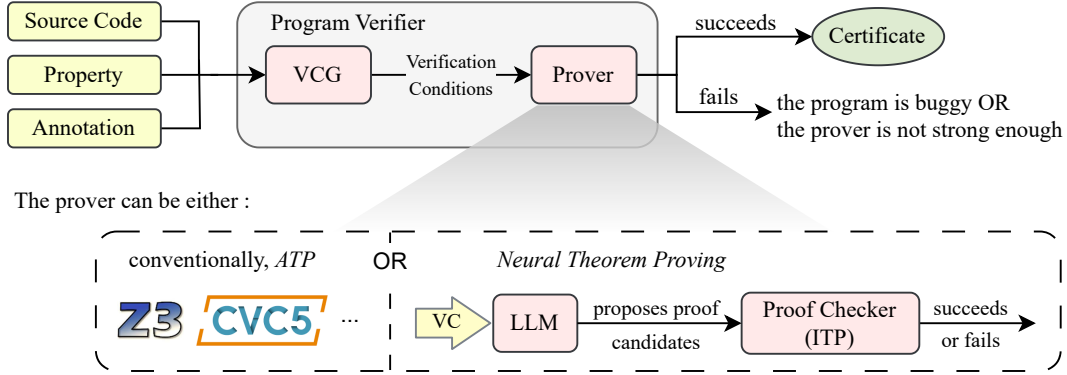 Source Code
Property
Annotation
Program Verifier
VCG
Verification
Conditions
Prover
succeeds
Certificate
fails
the program is buggy OR
the prover is not strong enough
The prover can be either :
conventionally, ATP
OR
Neural Theorem Proving
Z3
CVC5
...
VC
LLM
proposes proof
candidates
Proof Checker
(ITP)
succeeds
or fails